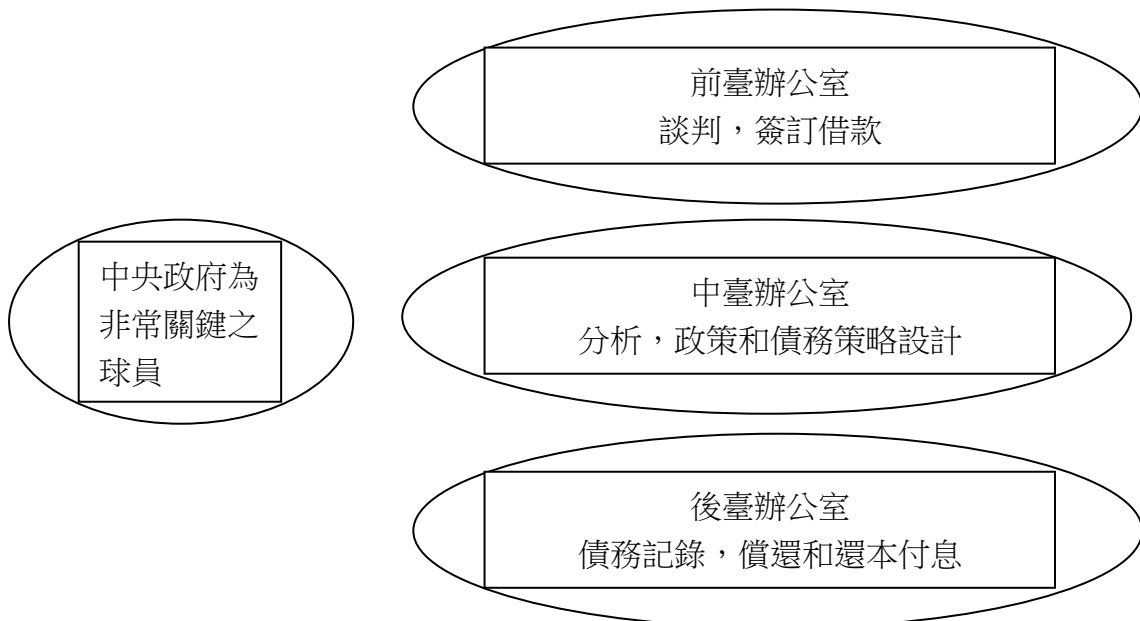 前臺辦公室
談判，簽訂借款
中央政府為
非常關鍵之
球員
中臺辦公室
分析，政策和債務策略設計
後臺辦公室
債務記錄，償還和還本付息